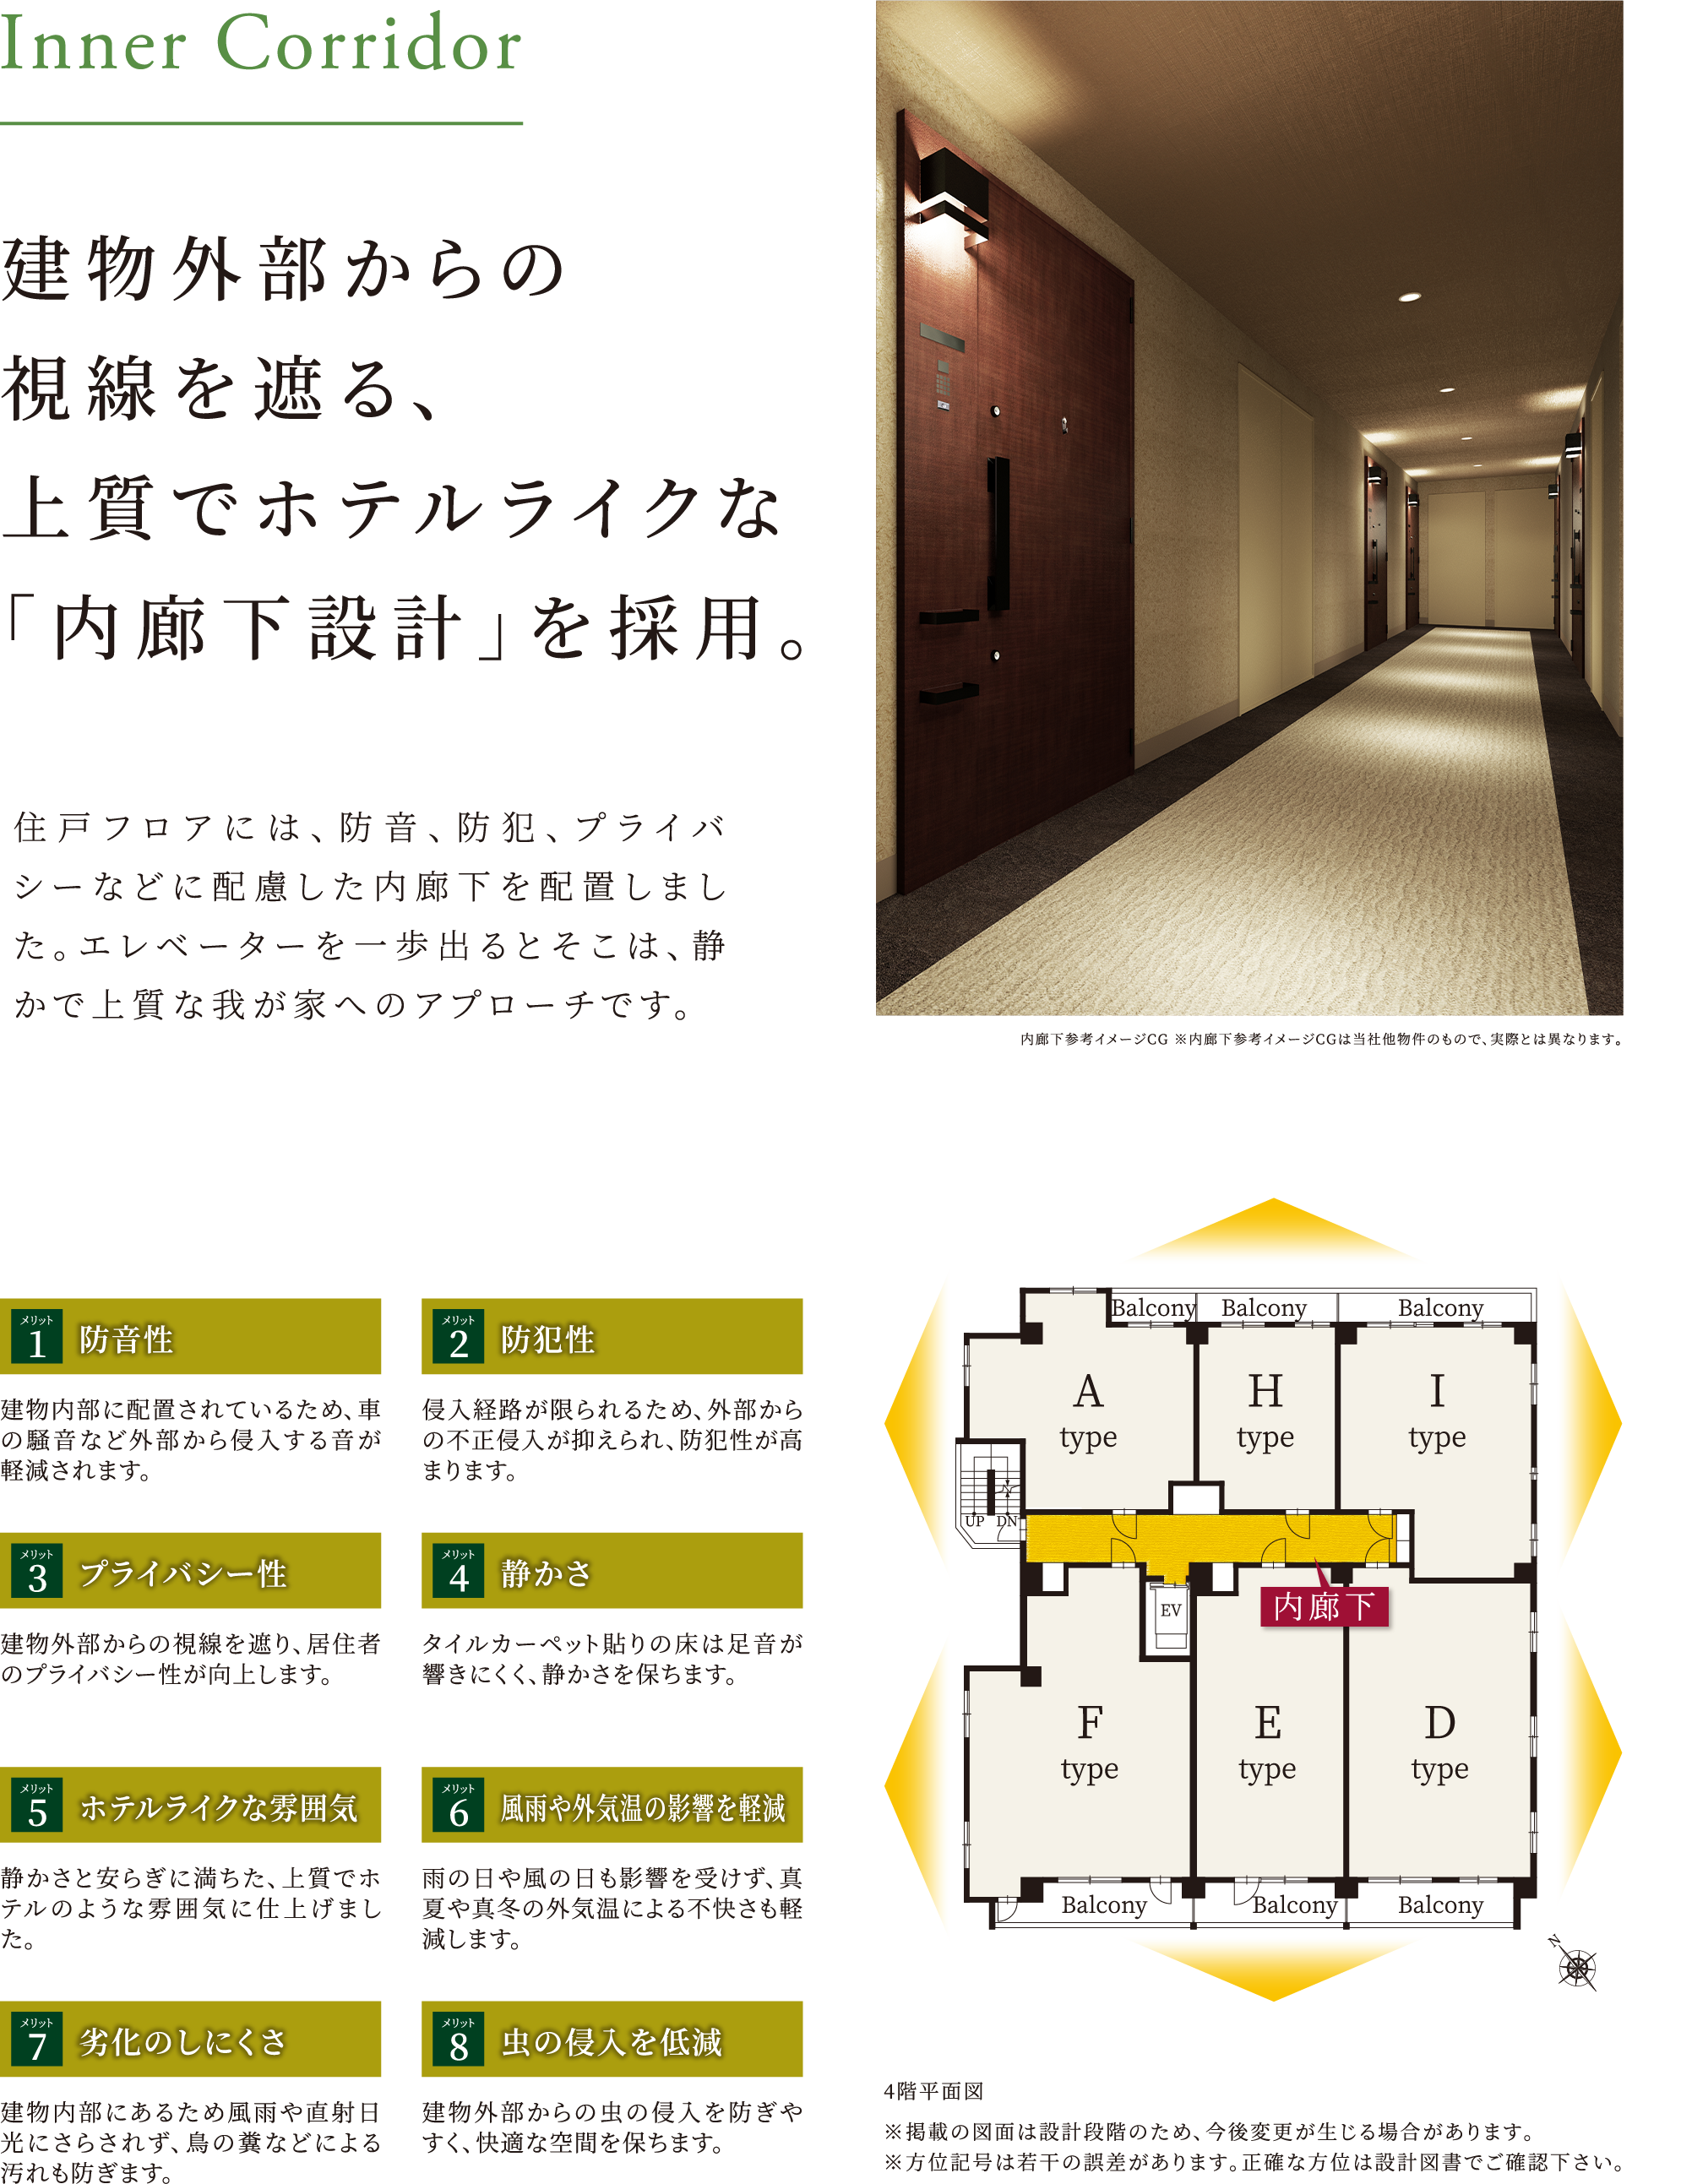 Inner Corridor
建物外部からの
視線を遮る、
上質でホテルライクな
「内廊下設計」を採用。
住戸フロアには、防音、防犯、プライバ
シーなどに配慮した内廊下を配置しまし
た。エレベーターを一歩出るとそこは、静
かで上質な我が家へのアプローチです。
内廊下参考イメージCG ※内廊下参考イメージCGは当社他物件のもので、実際とは異なります。
メリット
1 防音性
建物内部に配置されているため、車
の騒音など外部から侵入する音が
軽減されます。
メリット
2 防犯性
侵入経路が限られるため、外部から
の不正侵入が抑えられ、防犯性が高
まります。
メリット
3 プライバシー性
建物外部からの視線を遮り、居住者
のプライバシー性が向上します。
メリット
4 静かさ
タイルカーペット貼りの床は足音が
響きにくく、静かさを保ちます。
メリット
5 ホテルライクな雰囲気
静かさと安らぎに満ちた、上質でホ
テルのような雰囲気に仕上げまし
た。
メリット
6 風雨や外気温の影響を軽減
雨の日や風の日も影響を受けず、真
夏や真冬の外気温による不快さも軽
減します。
メリット
7 劣化のしにくさ
建物内部にあるため風雨や直射日
光にさらされず、鳥の糞などによる
汚れも防ぎます。
メリット
8 虫の侵入を低減
建物外部からの虫の侵入を防ぎや
すく、快適な空間を保ちます。
Balcony Balcony Balcony
A
type
H
type
I
type
UP DN
EV
内廊下
F
type
E
type
D
type
Balcony Balcony Balcony
N
4階平面図
※掲載の図面は設計段階のため、今後変更が生じる場合があります。
※方位記号は若干の誤差があります。正確な方位は設計図書でご確認下さい。